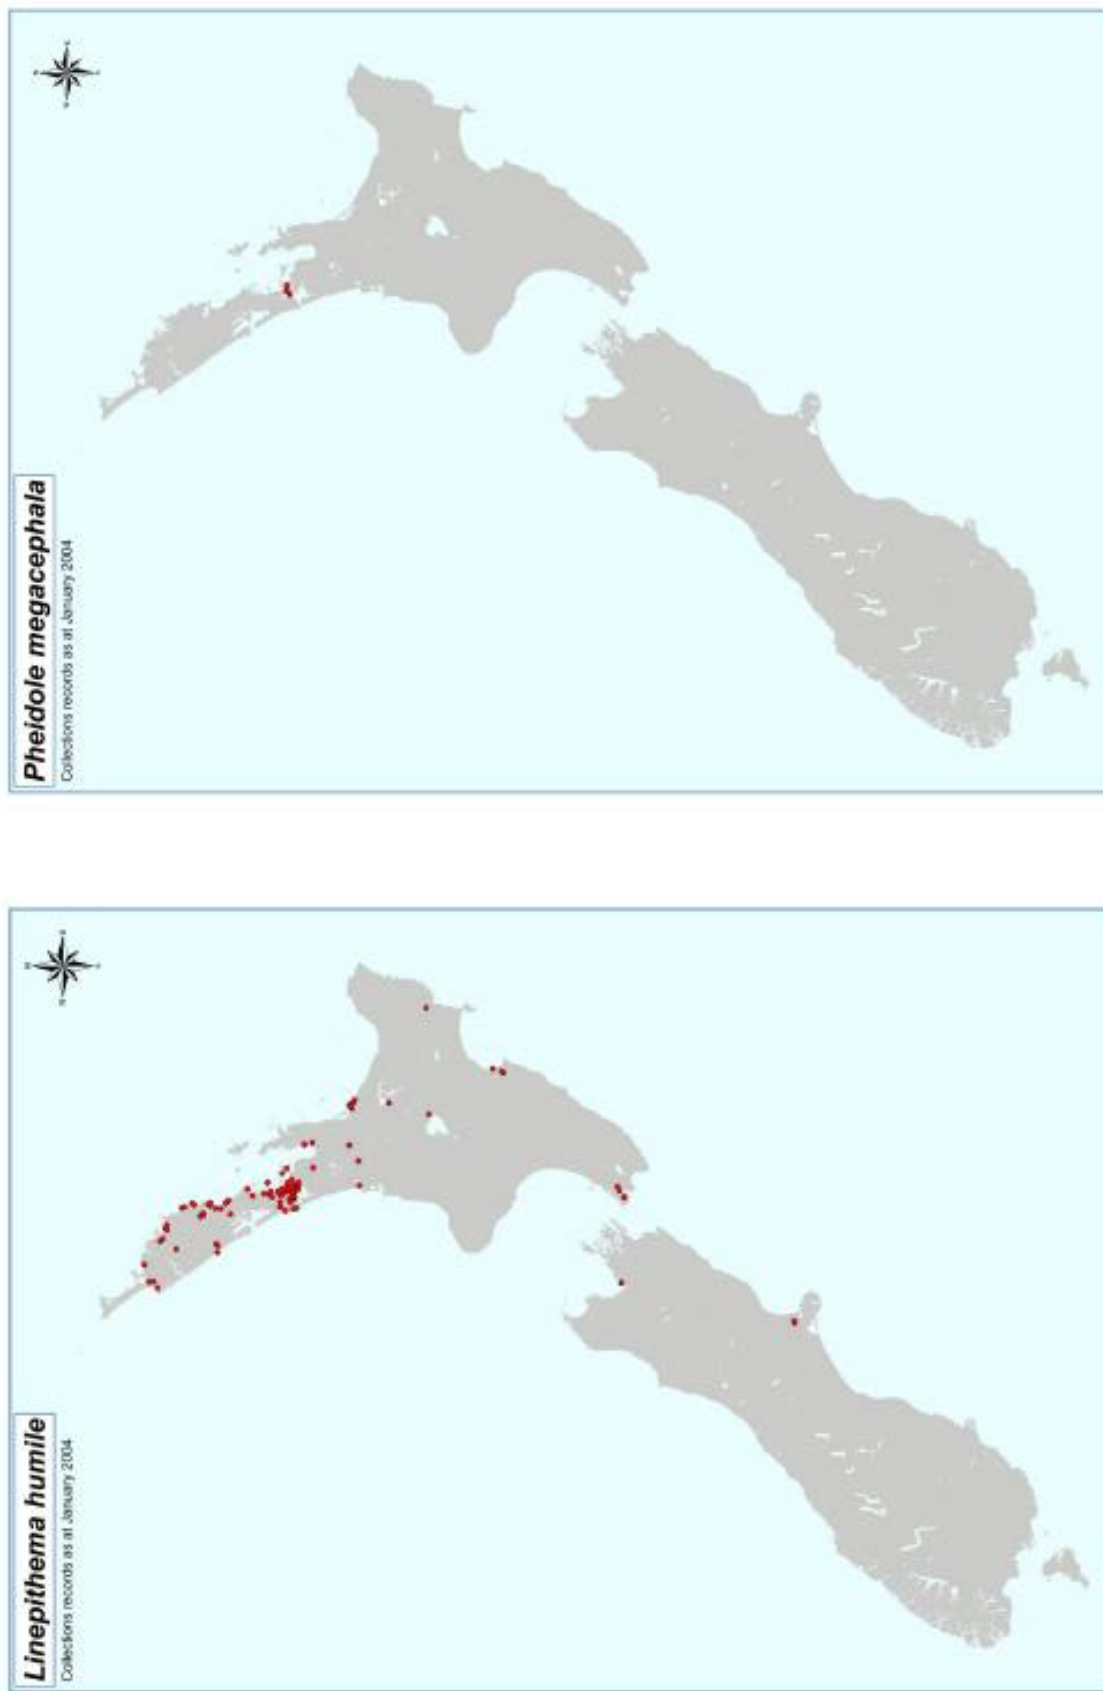 Pheidole megacephala
Collections records as at January 2004
Linepithema humile
Collections records as at January 2004